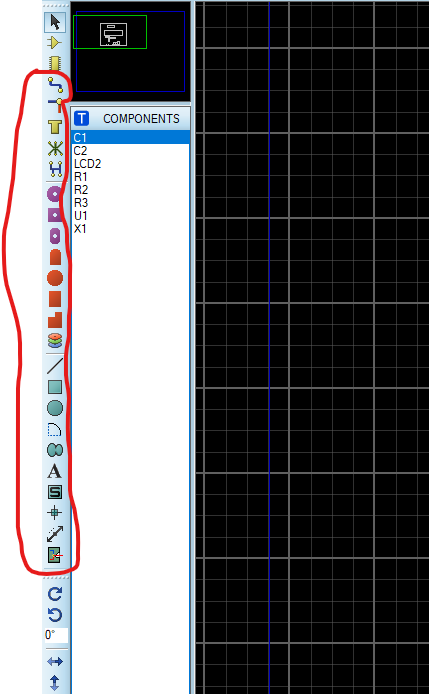 T COMPONENTS
C1
C2
LCD2
R1
R2
R3
U1
X1
A
S
0°